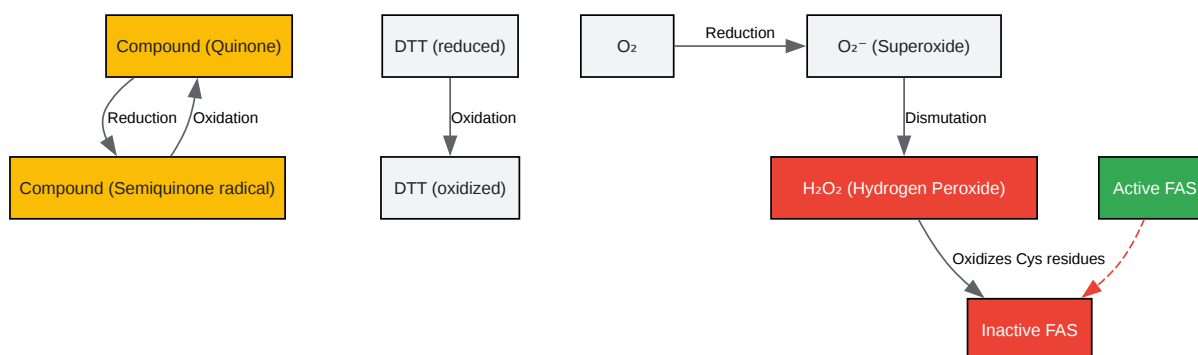 Compound (Quinone)
DTT (reduced)
O₂
Reduction
O₂⁻ (Superoxide)
Reduction
Oxidation
Oxidation
Dismutation
Compound (Semiquinone radical)
DTT (oxidized)
H₂O₂ (Hydrogen Peroxide)
Active FAS
Oxidizes Cys residues
Inactive FAS